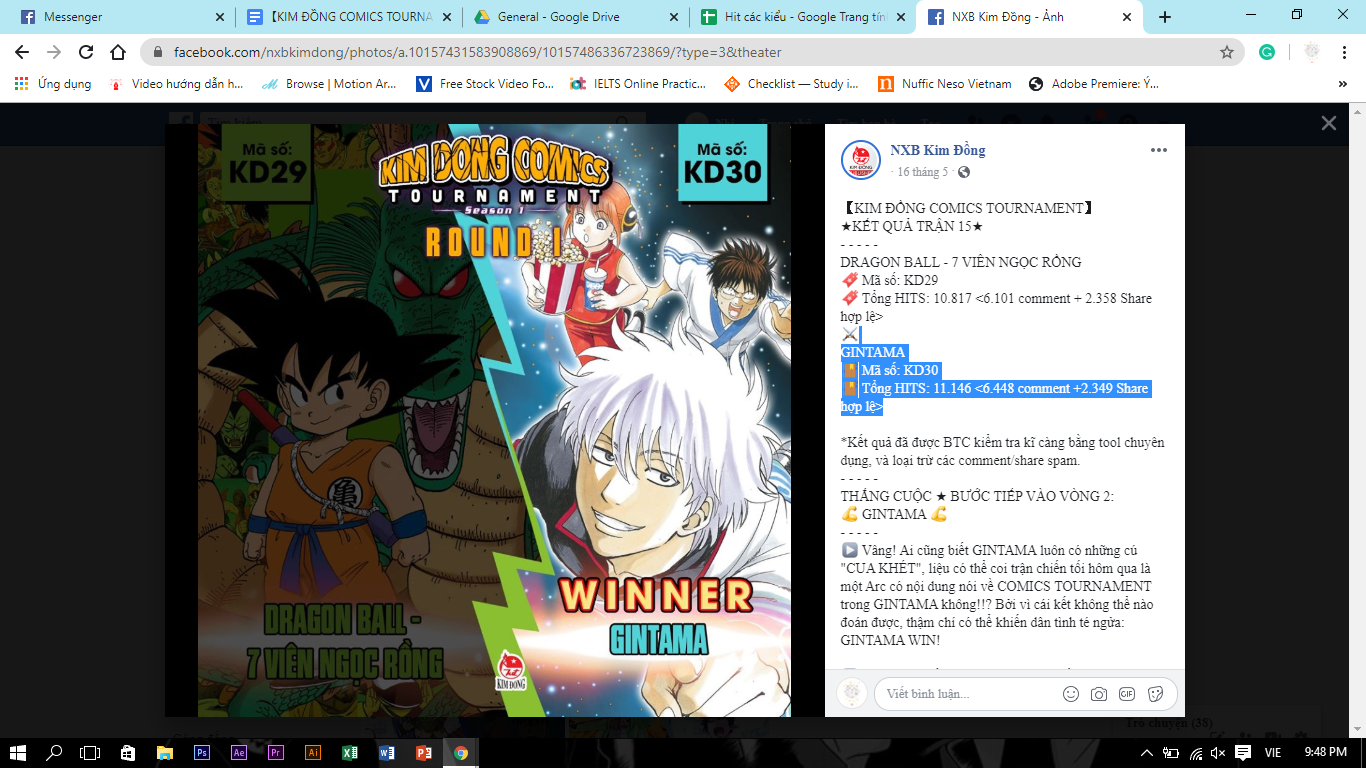 Messenger
【KIM ĐỒNG COMICS TOURNA
General - Google Drive
Hit các kiểu - Google Trang tính
NXB Kim Đồng - Ảnh
facebook.com/nxbkimdong/photos/a.10157431583908869/10157486336723869/?type=3&theater
Ứng dụng
Video hướng dẫn h...
Browse | Motion Ar...
Free Stock Video Fo...
IELTS Online Practic...
Checklist — Study i...
Nuffic Neso Vietnam
Adobe Premiere: Ý...
»
Mã số:
KD29
KIM ĐỒNG COMICS
TOURNAMENT
Season 1
ROUND 1
Mã số:
KD30
WINNER
GINTAMA
DRAGON BALL -
7 VIÊN NGỌC RỒNG
KIM ĐỒNG
NXB Kim Đồng
· 16 tháng 5 ·
【KIM ĐỒNG COMICS TOURNAMENT】
★KẾT QUẢ TRẬN 15★
- - - - -
DRAGON BALL - 7 VIÊN NGỌC RỒNG
Mã số: KD29
Tổng HITS: 10.817 <6.101 comment + 2.358 Share
hợp lệ>
⚔
GINTAMA
Mã số: KD30
Tổng HITS: 11.146 <6.448 comment +2.349 Share
hợp lệ>
*Kết quả đã được BTC kiểm tra kĩ càng bằng tool chuyên
dụng, và loại trừ các comment/share spam.
- - - - -
THẮNG CUỘC ★ BƯỚC TIẾP VÀO VÒNG 2:
💪 GINTAMA 💪
- - - - -
▶ Vâng! Ai cũng biết GINTAMA luôn có những cú
"CUA KHÉT", liệu có thể coi trận chiến tối hôm qua là
một Arc có nội dung nói về COMICS TOURNAMENT
trong GINTAMA không!!? Bởi vì cái kết không thể nào
đoán được, thậm chí có thể khiến dân tình té ngửa:
GINTAMA WIN!
Viết bình luận...
GIF
Trò chuyện (38)
Ps
Ae
Pr
Ai
VIE
9:48 PM